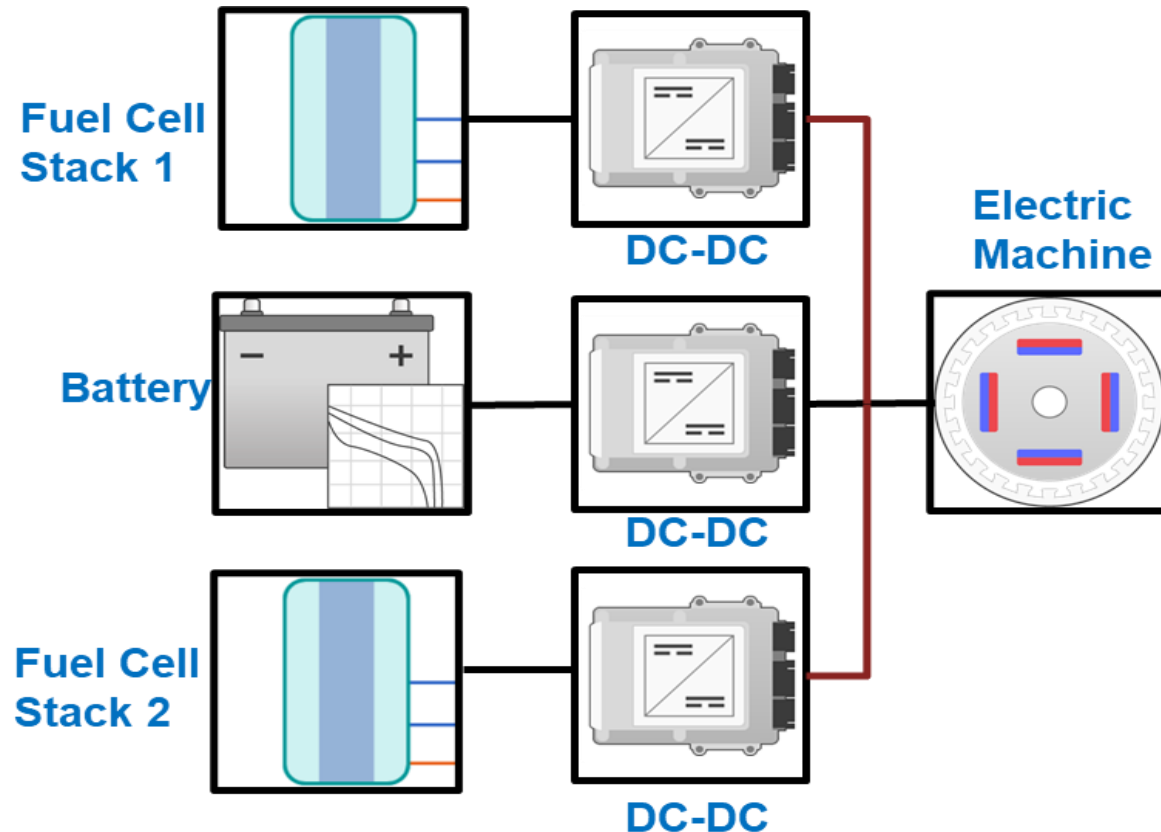 Fuel Cell
Stack 1
DC-DC
Electric
Machine
Battery
− +
DC-DC
Fuel Cell
Stack 2
DC-DC